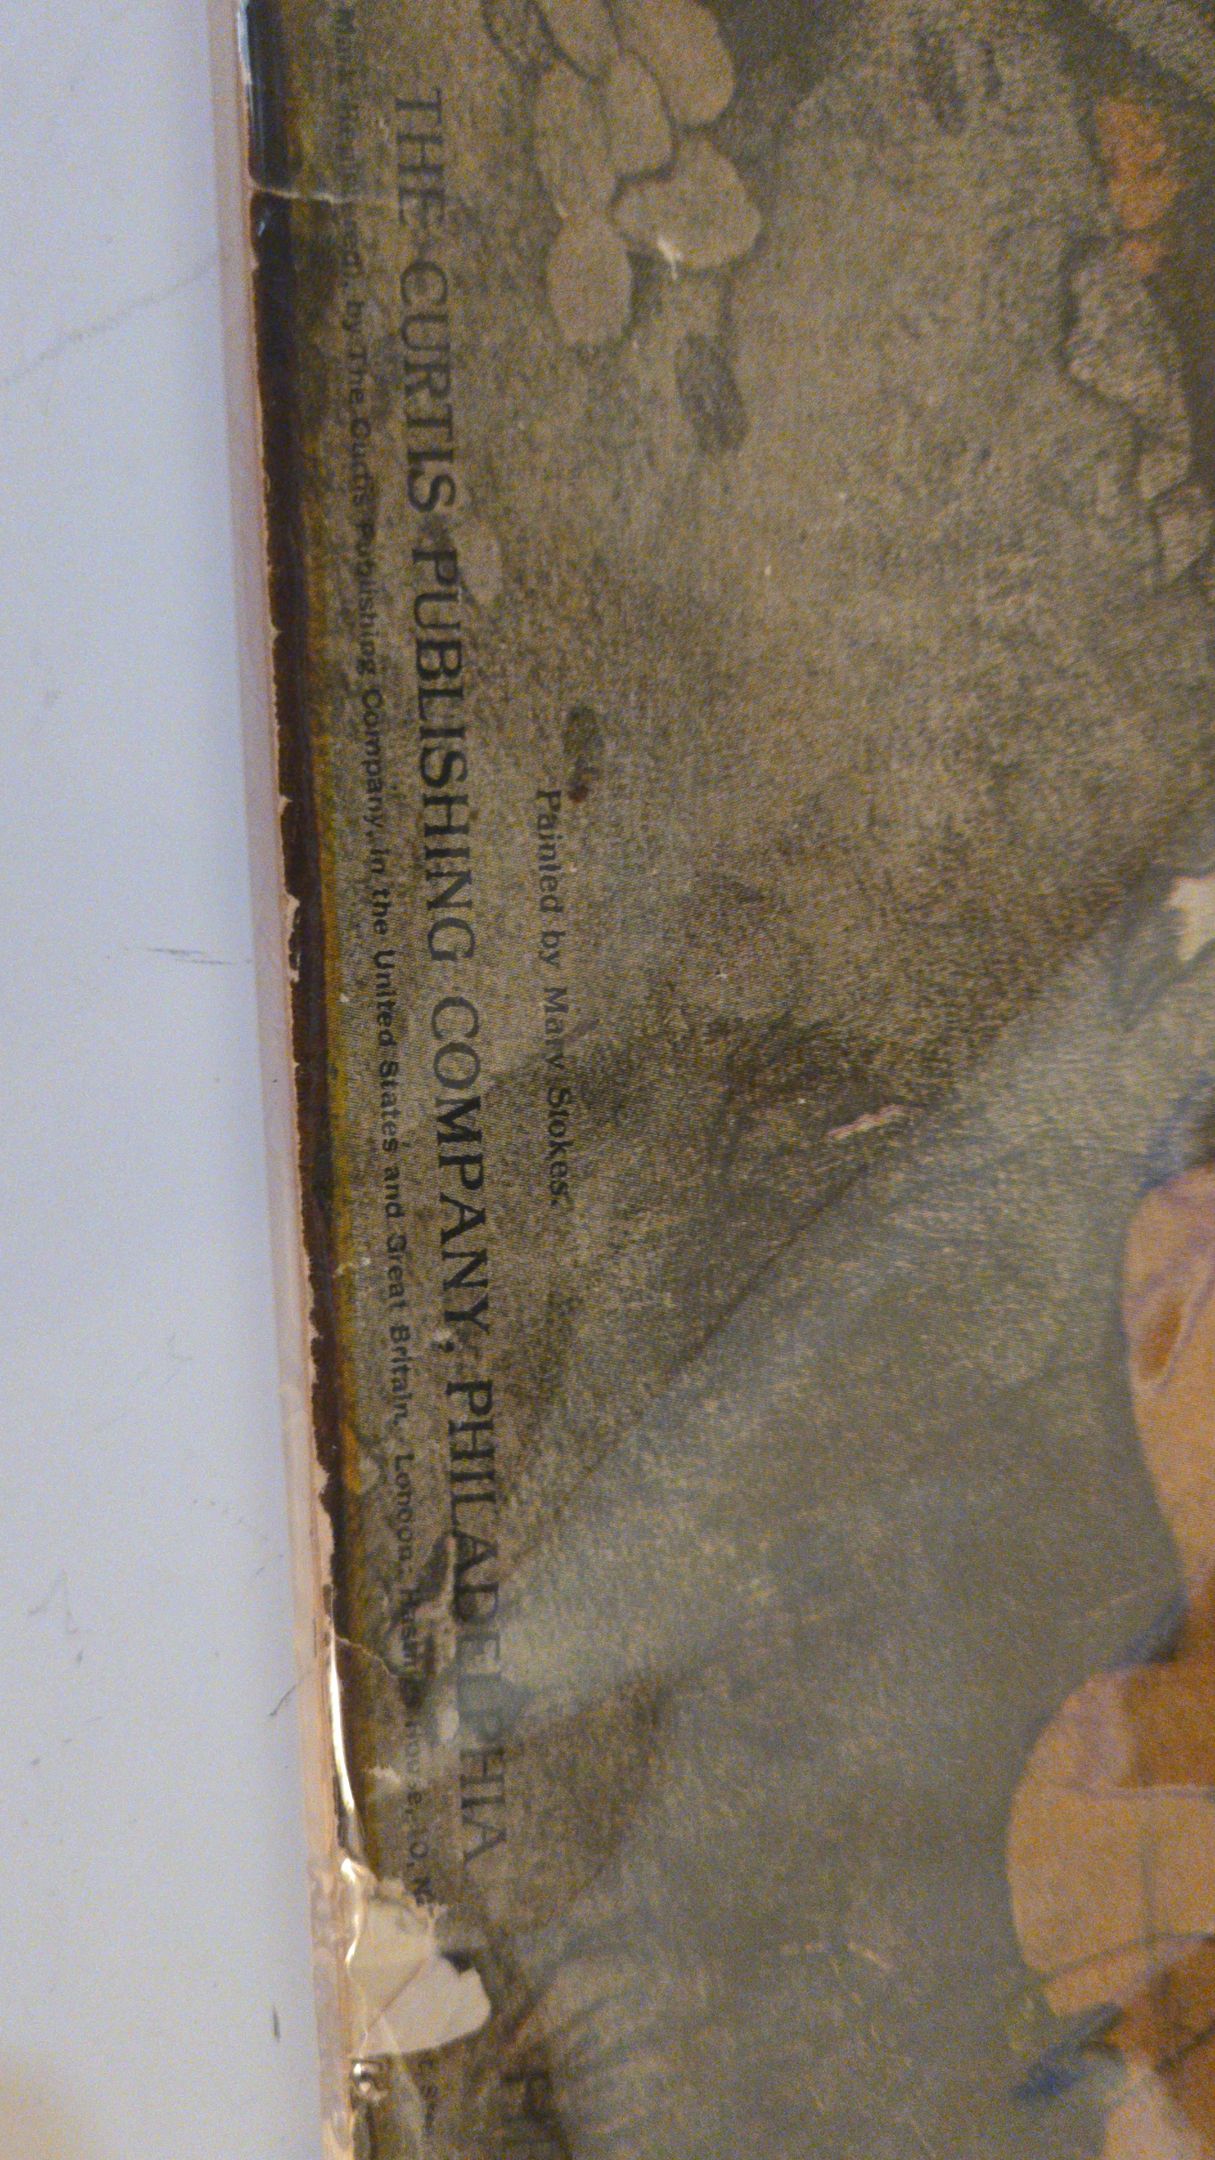 Painted by Mary Stokes.
THE CURTIS PUBLISHING COMPANY, PHILADELPHIA
by The Curtis Publishing Company, in the United States and Great Britain. London